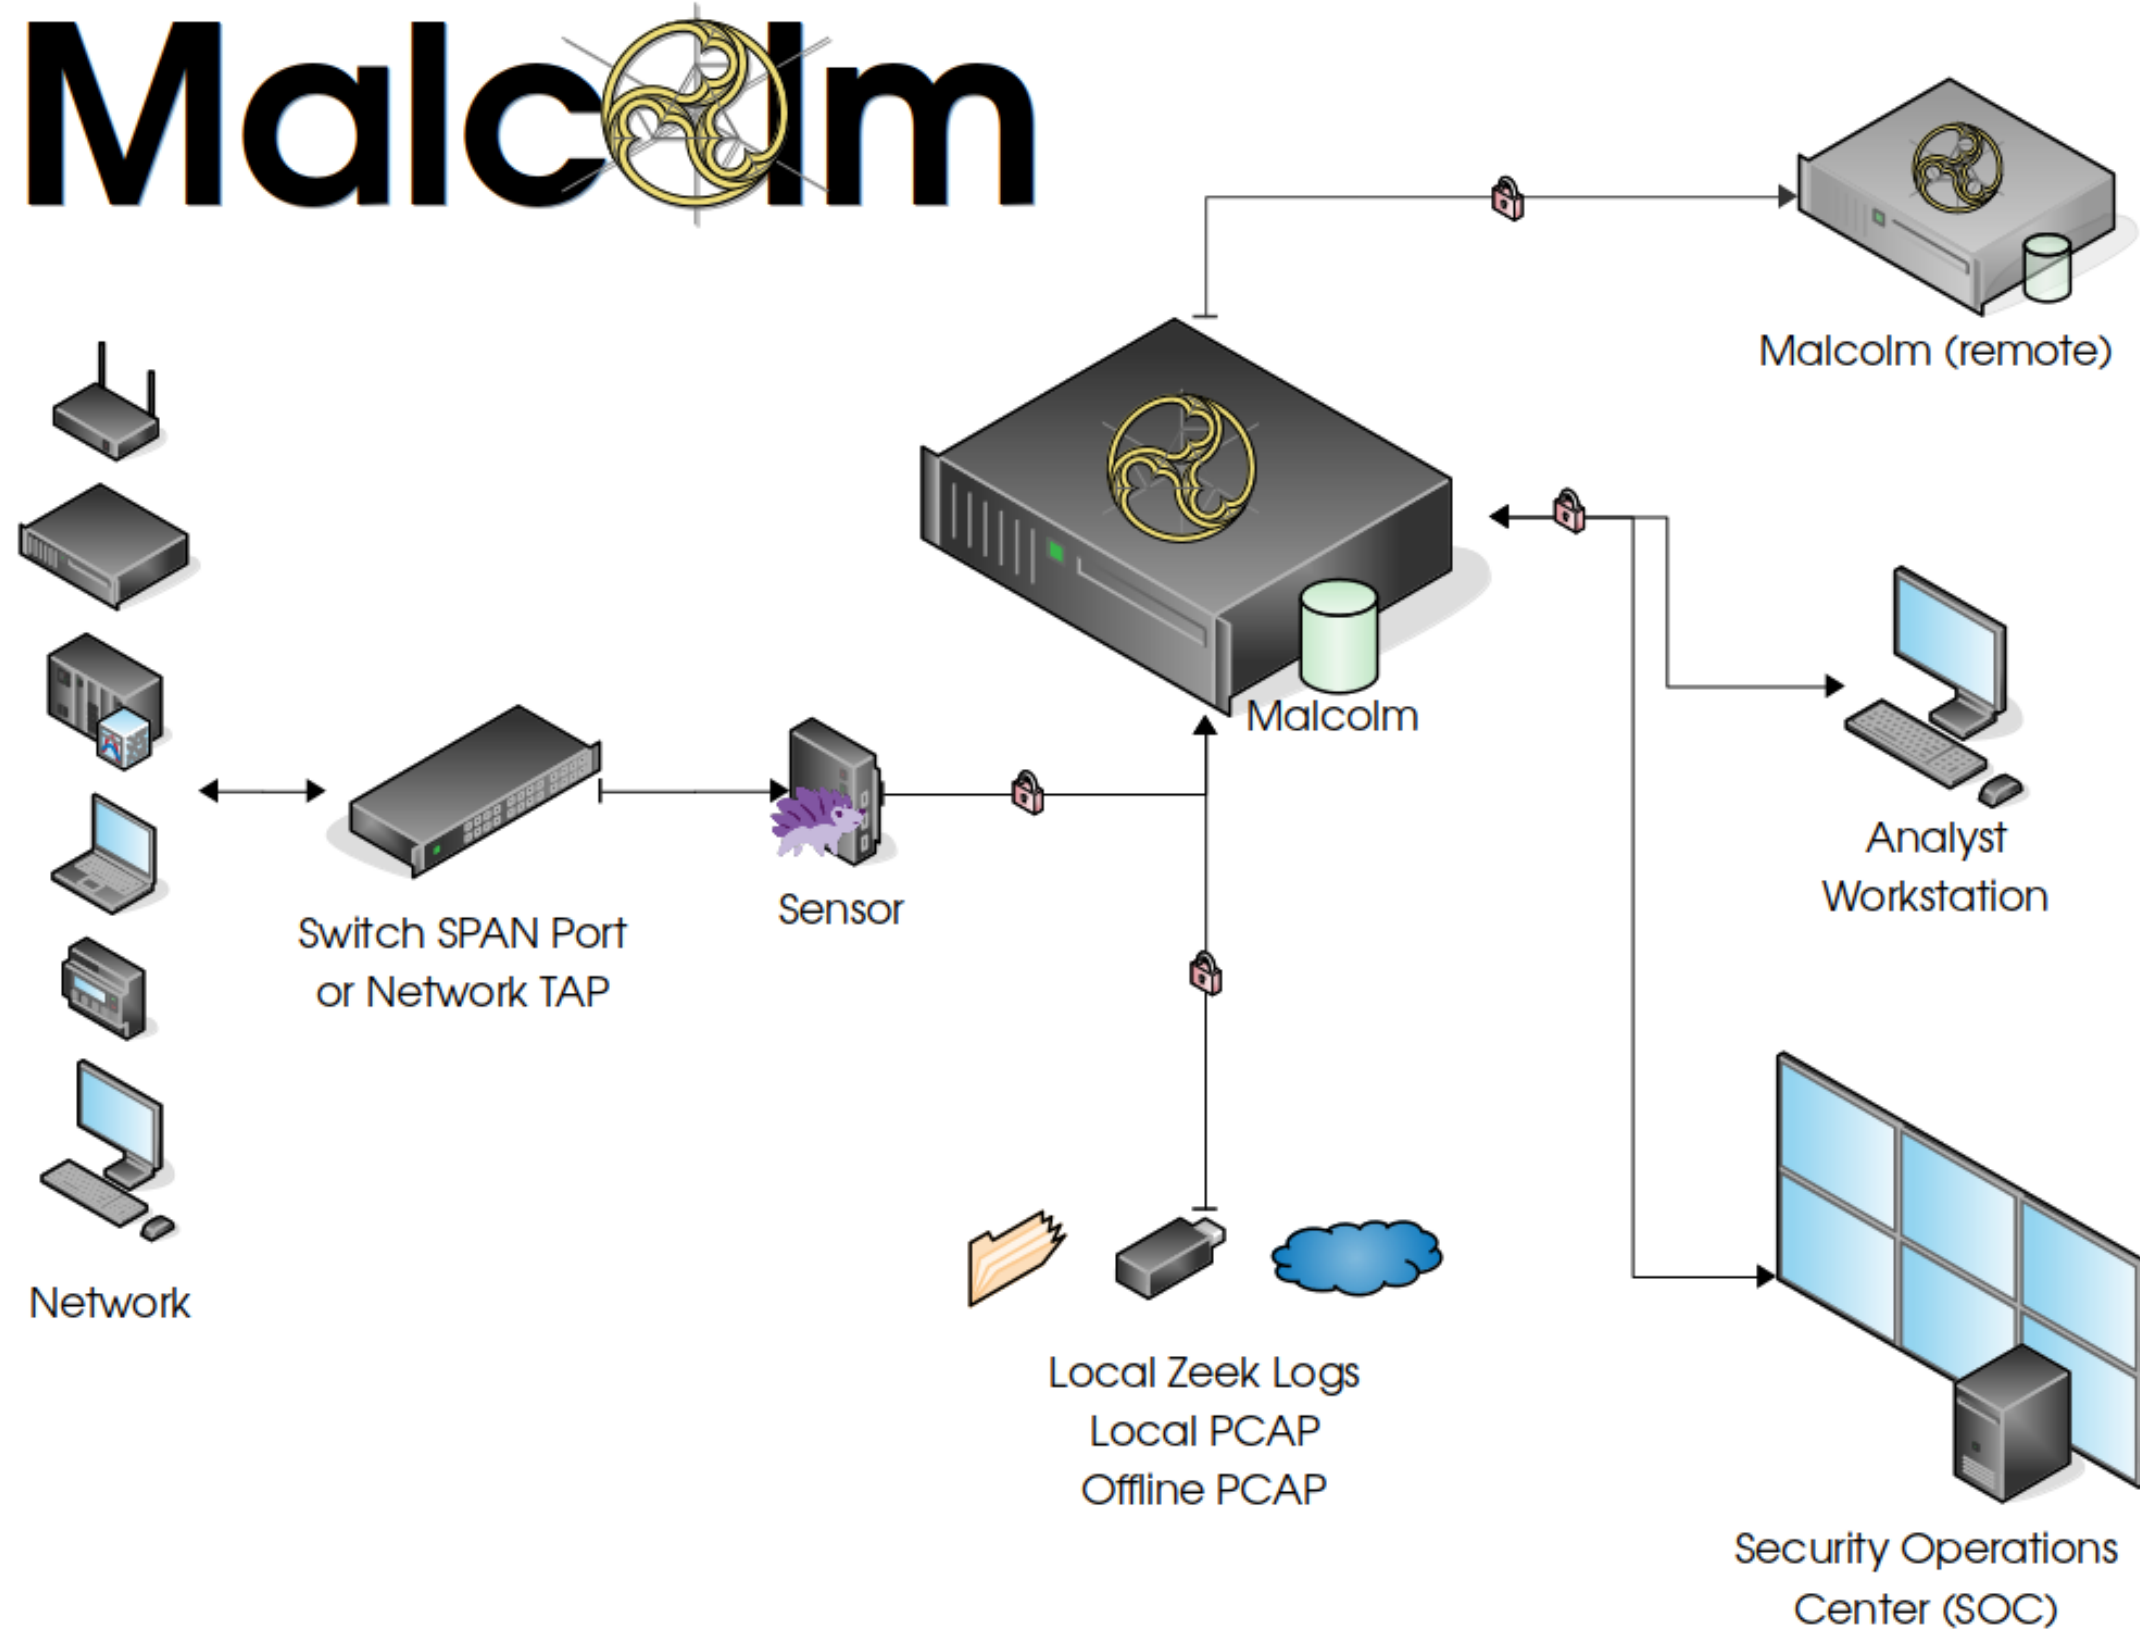 Malcolm
Malcolm (remote)
Malcolm
Analyst
Workstation
Sensor
Switch SPAN Port
or Network TAP
Network
Local Zeek Logs
Local PCAP
Offline PCAP
Security Operations
Center (SOC)